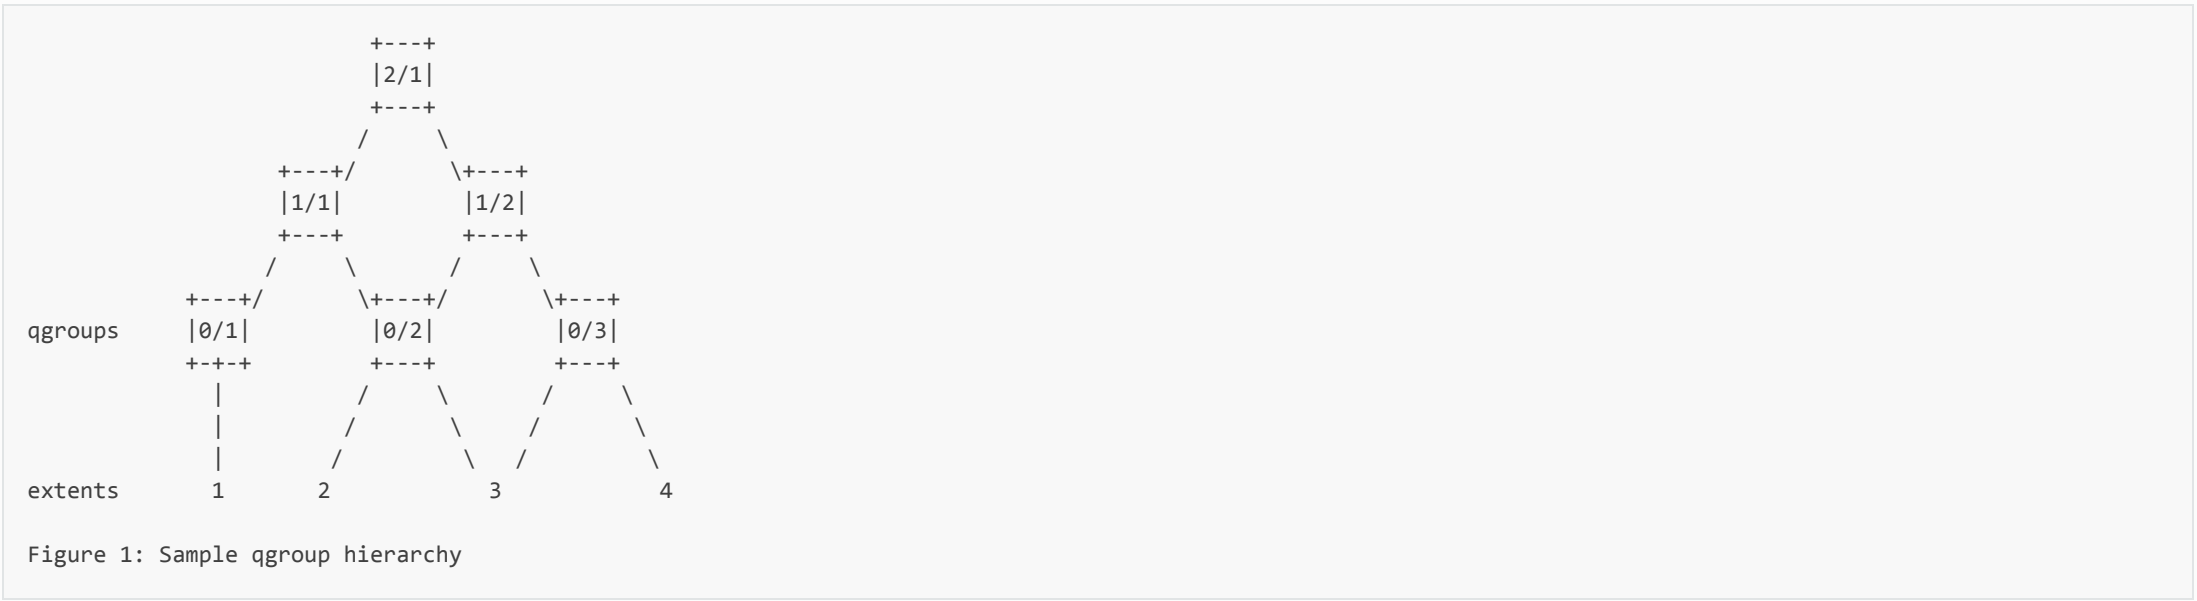 +---+
                          |2/1|
                          +---+
                         /     \
                   +---+/       \+---+
                   |1/1|         |1/2|
                   +---+         +---+
                  /     \       /     \
            +---+/       \+---+/       \+---+
qgroups     |0/1|         |0/2|         |0/3|
            +-+-+         +---+         +---+
              |          /     \       /     \
              |         /       \     /       \
              |        /         \   /         \
extents       1       2            3            4
Figure 1: Sample qgroup hierarchy